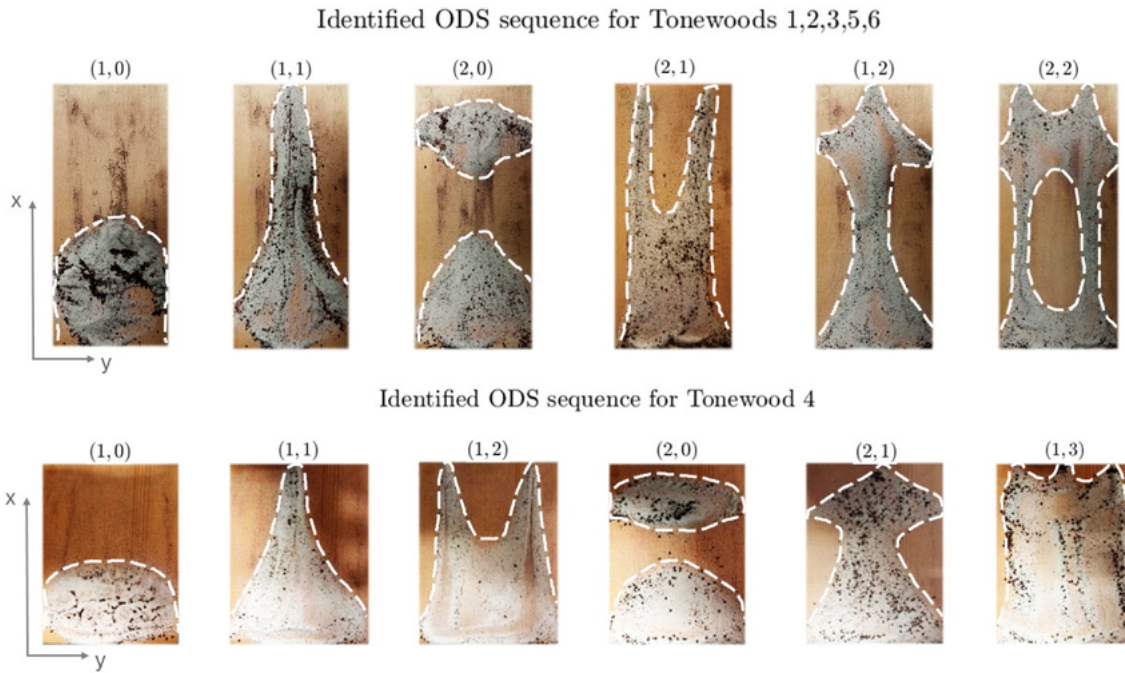 Identified ODS sequence for Tonewoods 1,2,3,5,6
(1, 0) (1, 1) (2, 0) (2, 1) (1, 2) (2, 2)
x
y
Identified ODS sequence for Tonewood 4
(1, 0) (1, 1) (1, 2) (2, 0) (2, 1) (1, 3)
x
y